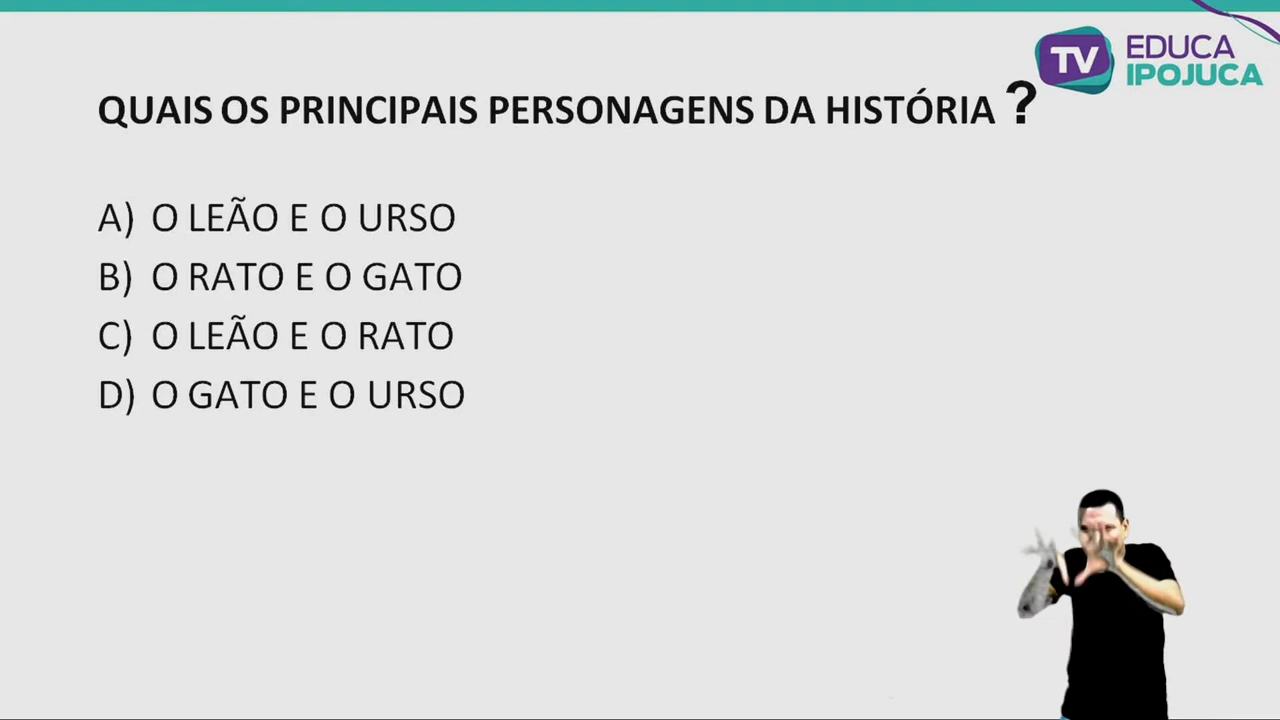 TV EDUCA
IPOJUCA
QUAIS OS PRINCIPAIS PERSONAGENS DA HISTÓRIA ?
A) O LEÃO E O URSO
B) O RATO E O GATO
C) O LEÃO E O RATO
D) O GATO E O URSO